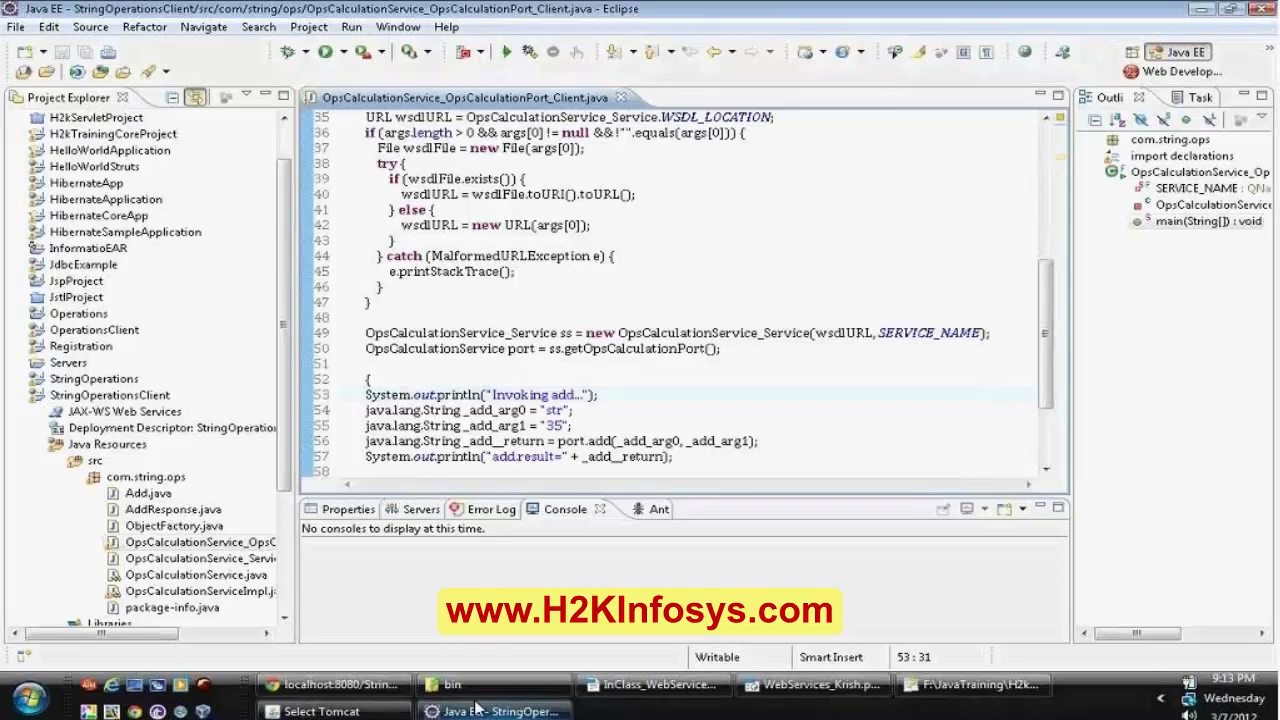 Java EE - StringOperationsClient/src/com/string/ops/OpsCalculationService_OpsCalculationPort_Client.java - Eclipse
File Edit Source Refactor Navigate Search Project Run Window Help
Java EE
Web Develop...
Project Explorer
OpsCalculationService_OpsCalculationPort_Client.java
Outli
Task
H2kServletProject
H2kTrainingCoreProject
HelloWorldApplication
HelloWorldStruts
HibernateApp
HibernateApplication
HibernateCoreApp
HibernateSampleApplication
InformatioEAR
JdbcExample
JspProject
JstlProject
Operations
OperationsClient
Registration
Servers
StringOperations
StringOperationsClient
JAX-WS Web Services
Deployment Descriptor: StringOperation
Java Resources
src
com.string.ops
Add.java
AddResponse.java
ObjectFactory.java
OpsCalculationService_OpsC
OpsCalculationService_Servi
OpsCalculationService.java
OpsCalculationServiceImpl.j
package-info.java
Libraries
35 URL wsdlURL = OpsCalculationService_Service.WSDL_LOCATION;
36 if (args.length > 0 && args[0] != null && !"".equals(args[0])) {
37 File wsdlFile = new File(args[0]);
38 try {
39 if (wsdlFile.exists()) {
40 wsdlURL = wsdlFile.toURI().toURL();
41 } else {
42 wsdlURL = new URL(args[0]);
43 }
44 } catch (MalformedURLException e) {
45 e.printStackTrace();
46 }
47 }
48
49 OpsCalculationService_Service ss = new OpsCalculationService_Service(wsdlURL, SERVICE_NAME);
50 OpsCalculationService port = ss.getOpsCalculationPort();
51
52 {
53 System.out.println("Invoking add...");
54 java.lang.String _add_arg0 = "str";
55 java.lang.String _add_arg1 = "35";
56 java.lang.String _add__return = port.add(_add_arg0, _add_arg1);
57 System.out.println("add.result=" + _add__return);
58
com.string.ops
import declarations
OpsCalculationService_Op
SERVICE_NAME : QNa
OpsCalculationService
main(String[]) : void
Properties Servers Error Log Console Ant
No consoles to display at this time.
www.H2KInfosys.com
Writable
Smart Insert
53 : 31
localhost:8080/Strin...
bin
InClass_WebService...
WebServices_Krish.p...
F:\JavaTraining\H2k...
9:13 PM
Select Tomcat
Java EE - StringOper...
Wednesday
3/7/2012